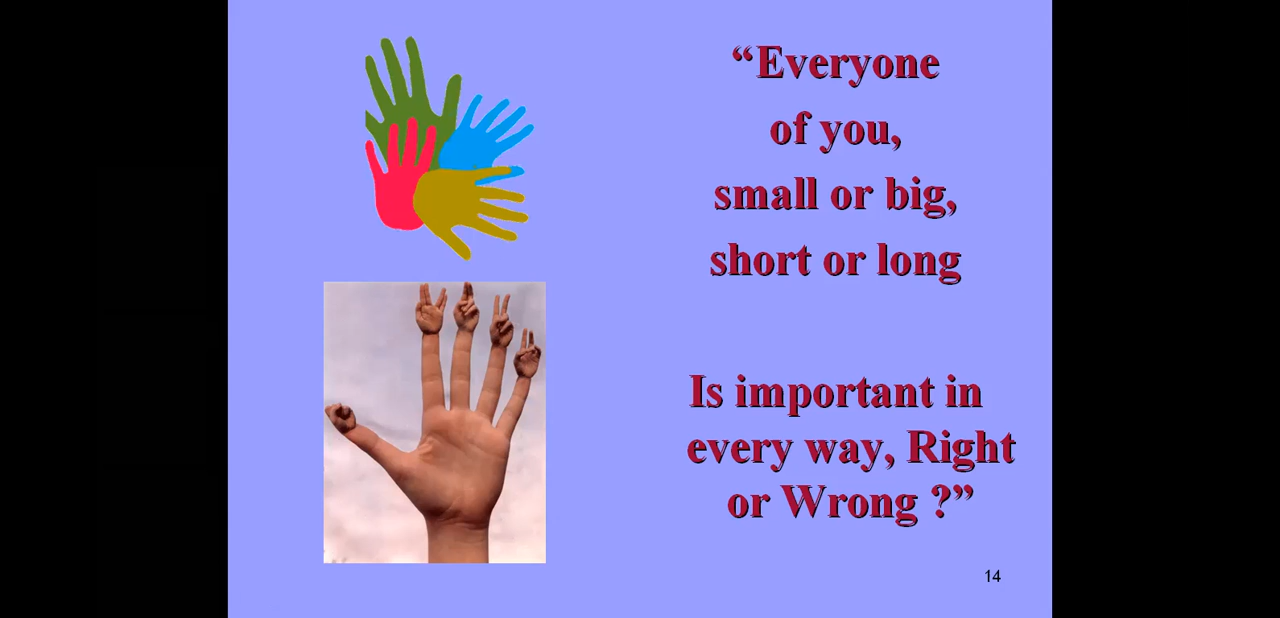 “Everyone
of you,
small or big,
short or long
Is important in
every way, Right
or Wrong ?”
14